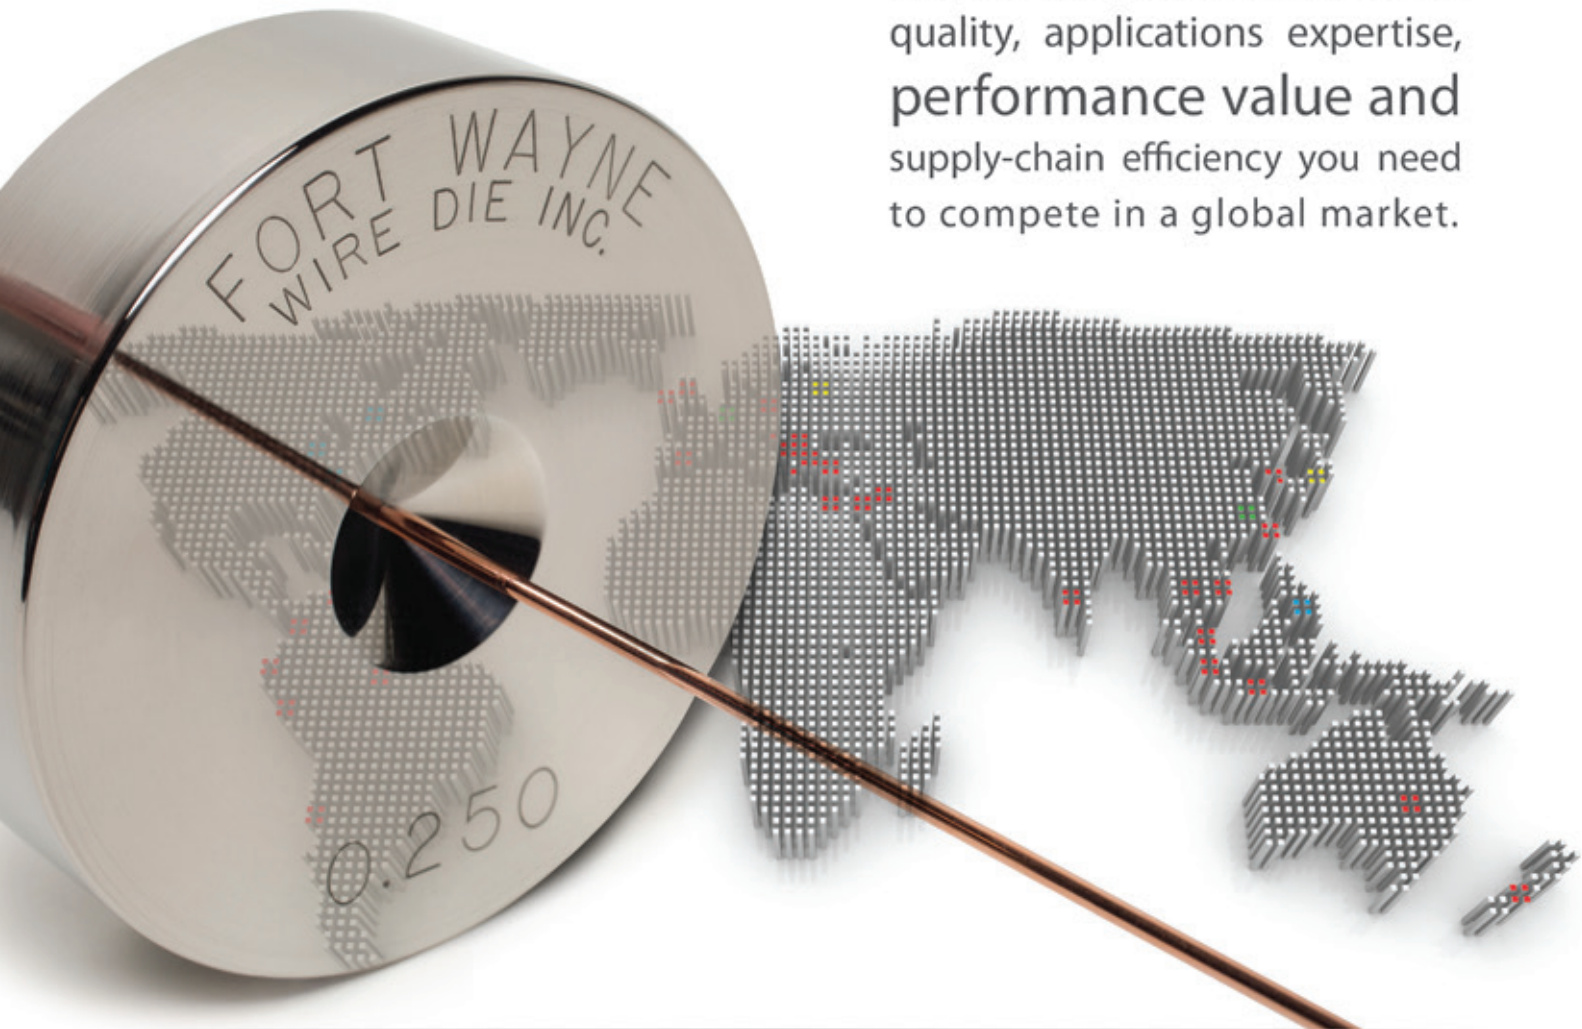 quality, applications expertise,
performance value and
supply-chain efficiency you need
to compete in a global market.
FORT WAYNE
WIRE DIE INC.
0.250